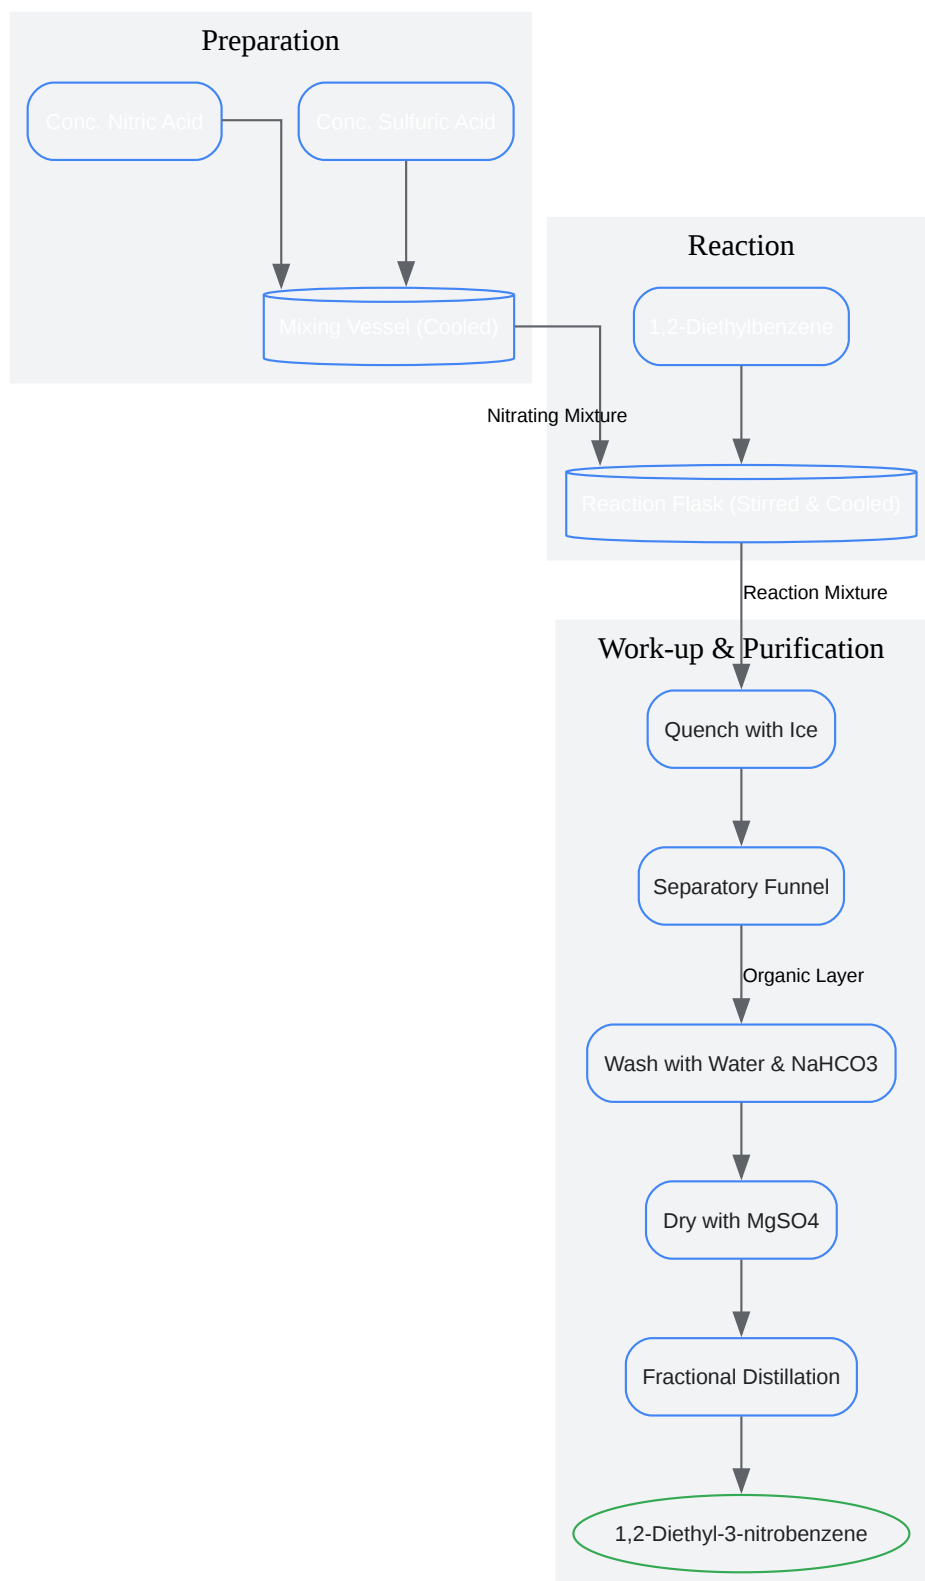 Preparation
Conc. Nitric Acid
Conc. Sulfuric Acid
Mixing Vessel (Cooled)
Reaction
1,2-Diethylbenzene
Nitrating Mixture
Reaction Flask (Stirred & Cooled)
Reaction Mixture
Work-up & Purification
Quench with Ice
Separatory Funnel
Organic Layer
Wash with Water & NaHCO3
Dry with MgSO4
Fractional Distillation
1,2-Diethyl-3-nitrobenzene